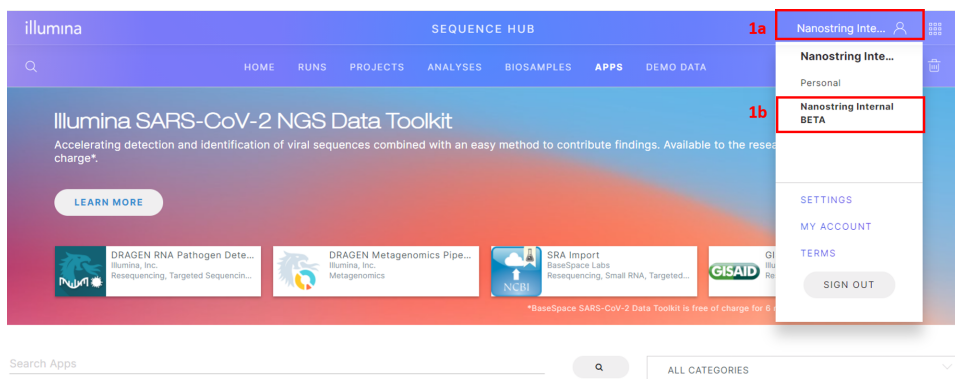 illumina
SEQUENCE HUB
1a
Nanostring Inte...
HOME RUNS PROJECTS ANALYSES BIOSAMPLES APPS DEMO DATA
Nanostring Inte...
Personal
1b
Nanostring Internal
BETA
SETTINGS
MY ACCOUNT
TERMS
SIGN OUT
Illumina SARS-CoV-2 NGS Data Toolkit
Accelerating detection and identification of viral sequences combined with an easy method to contribute findings. Available to the resea
charge*.
LEARN MORE
DRAGEN RNA Pathogen Dete...
Illumina, Inc.
Resequencing, Targeted Sequencin...
DRAGEN Metagenomics Pipe...
Illumina, Inc.
Metagenomics
NCBI
SRA Import
BaseSpace Labs
Resequencing, Small RNA, Targeted...
GISAID
GI
Illu
Re
*BaseSpace SARS-CoV-2 Data Toolkit is free of charge for 6
Search Apps
ALL CATEGORIES